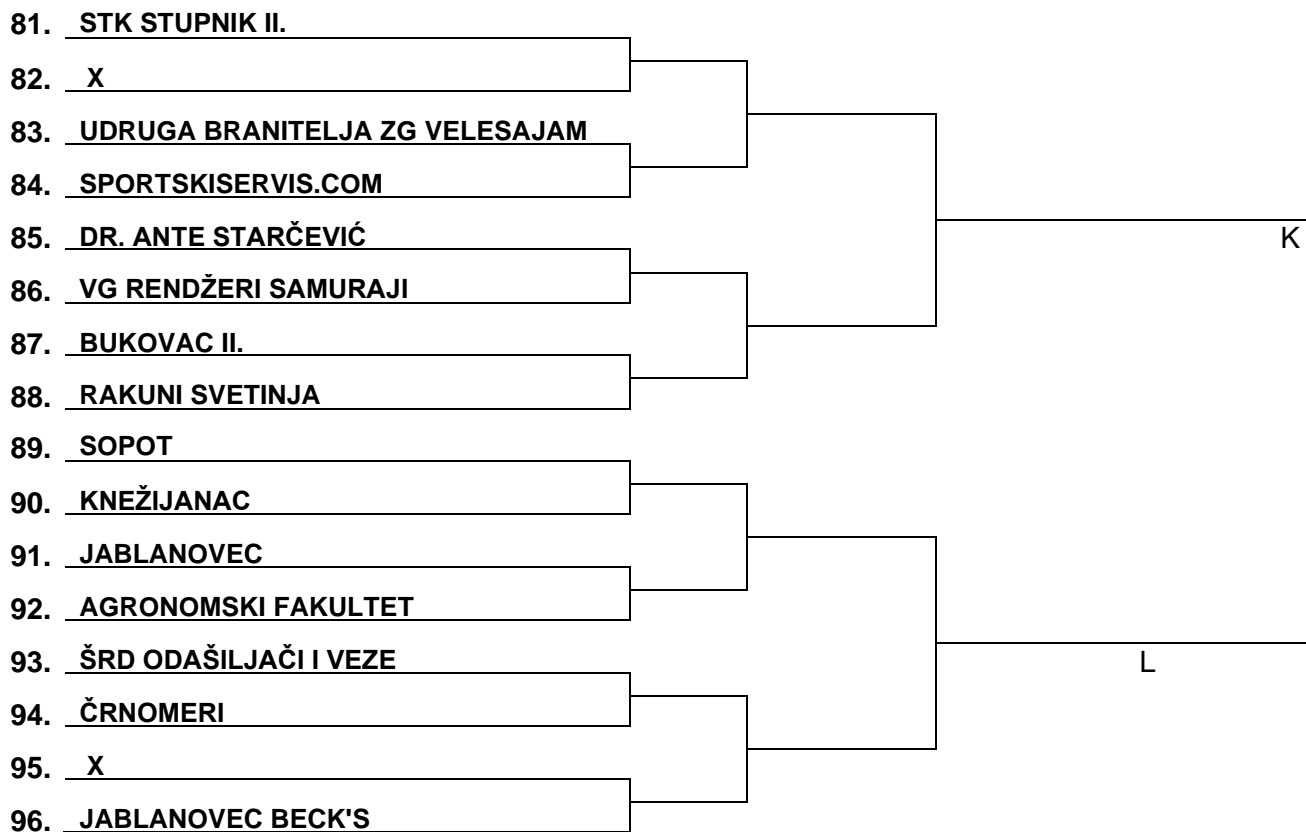 81. STK STUPNIK II.
82. X
83. UDRUGA BRANITELJA ZG VELESAJAM
84. SPORTSKISERVIS.COM
85. DR. ANTE STARČEVIĆ
K
86. VG RENDŽERI SAMURAJI
87. BUKOVAC II.
88. RAKUNI SVETINJA
89. SOPOT
90. KNEŽIJANAC
91. JABLANOVEC
92. AGRONOMSKI FAKULTET
93. ŠRD ODAŠILJAČI I VEZE
L
94. ČRNOMERI
95. X
96. JABLANOVEC BECK'S